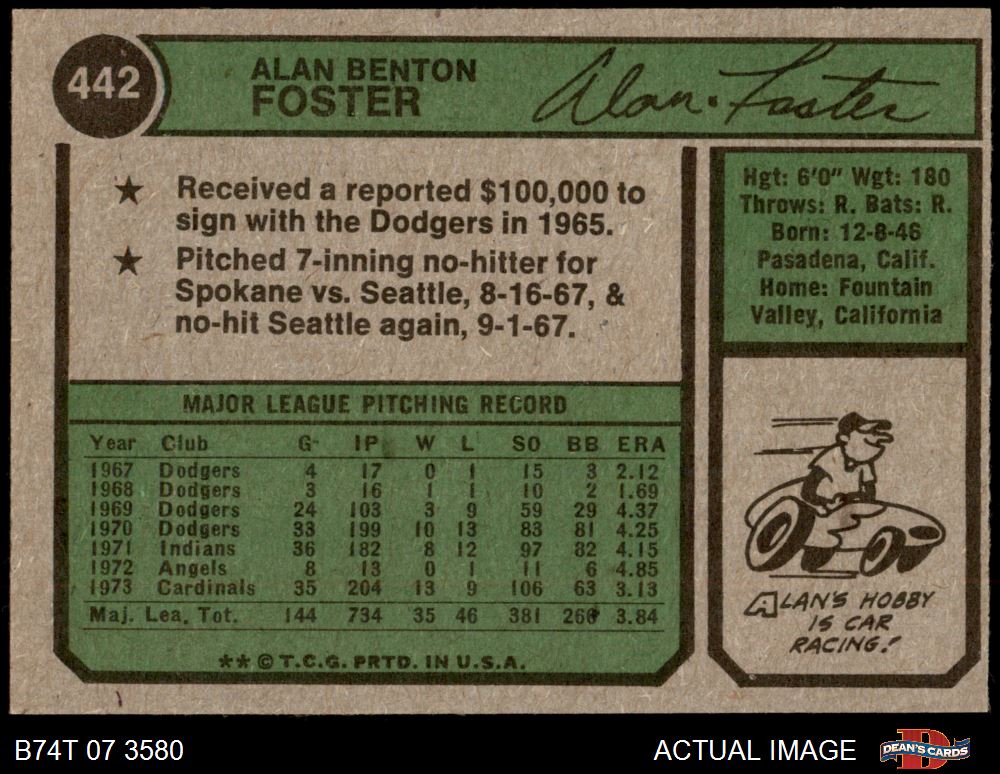 442
ALAN BENTON
FOSTER
Alan Foster
★ Received a reported $100,000 to
sign with the Dodgers in 1965.
★ Pitched 7-inning no-hitter for
Spokane vs. Seattle, 8-16-67, &
no-hit Seattle again, 9-1-67.
Hgt: 6'0" Wgt: 180
Throws: R. Bats: R.
Born: 12-8-46
Pasadena, Calif.
Home: Fountain
Valley, California
MAJOR LEAGUE PITCHING RECORD
Year Club G IP W L SO BB ERA
1967 Dodgers 4 17 0 1 15 3 2.12
1968 Dodgers 3 16 1 1 10 2 1.69
1969 Dodgers 24 103 3 9 59 29 4.37
1970 Dodgers 33 199 10 13 83 81 4.25
1971 Indians 36 182 8 12 97 82 4.15
1972 Angels 8 13 0 1 11 6 4.85
1973 Cardinals 35 204 13 9 106 63 3.13
Maj. Lea. Tot. 144 734 35 46 381 266 3.84
** © T.C.G. PRTD. IN U.S.A.
ALAN'S HOBBY
IS CAR
RACING!
B74T 07 3580
ACTUAL IMAGE
DEAN'S CARDS